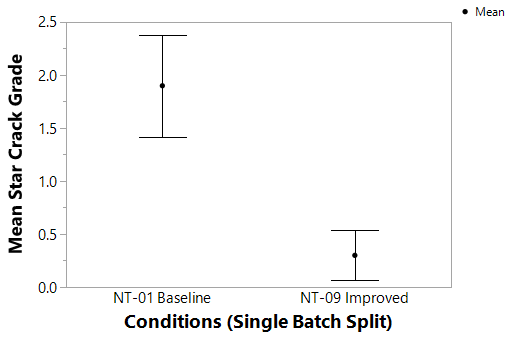 Mean
2.5
2.0
1.5
1.0
0.5
0.0
Mean Star Crack Grade
NT-01 Baseline NT-09 Improved
Conditions (Single Batch Split)